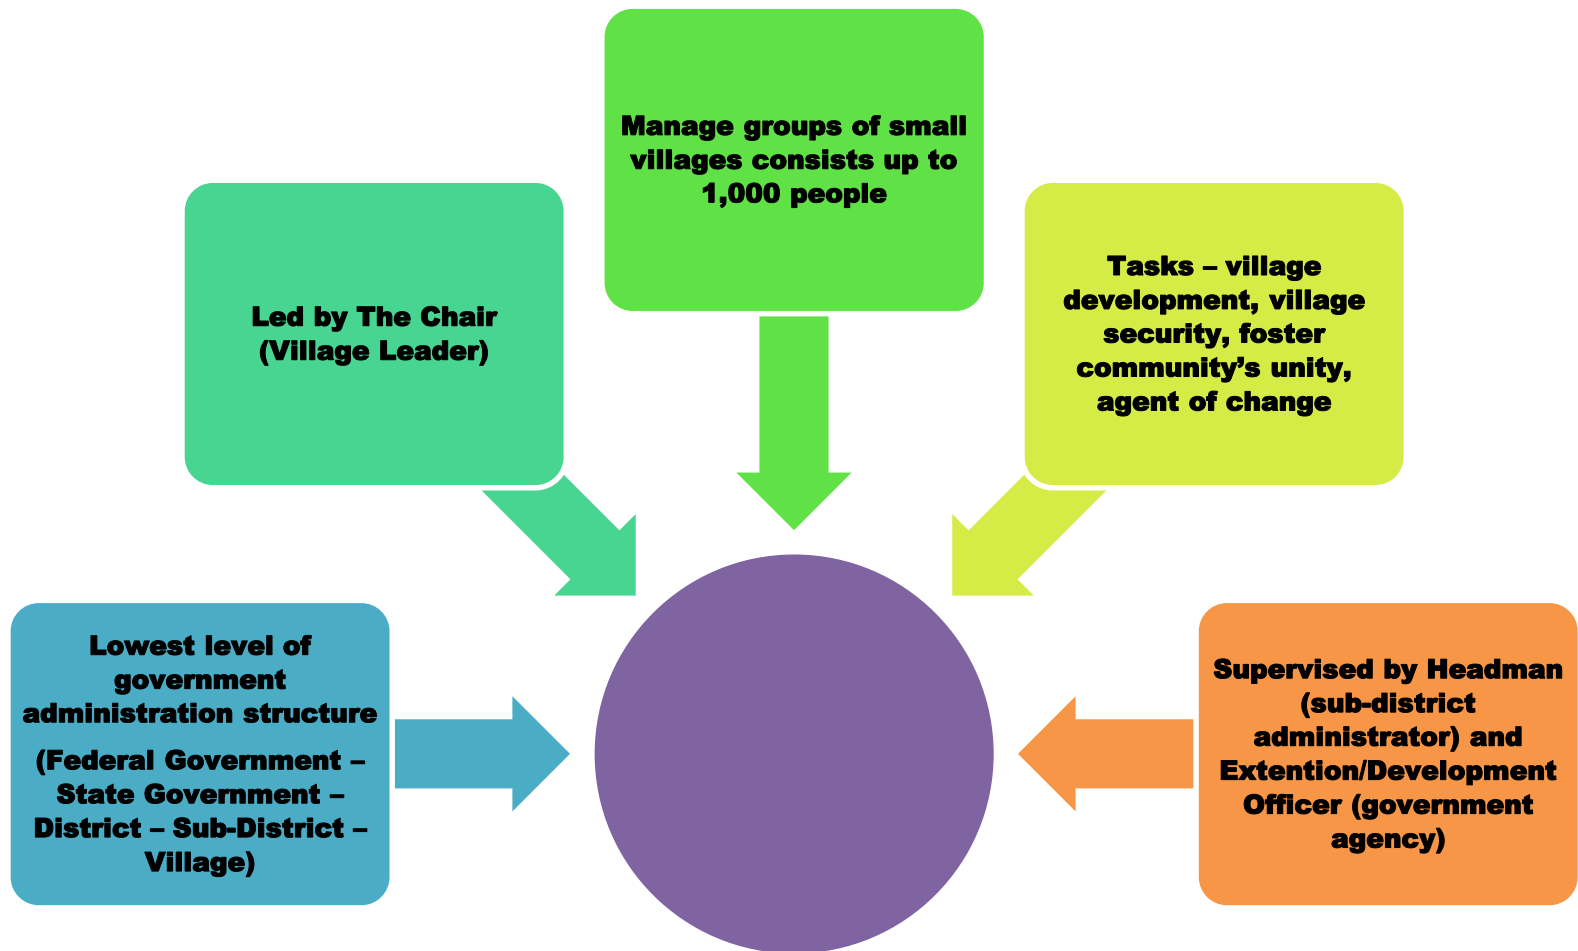 Manage groups of small
villages consists up to
1,000 people
Led by The Chair
(Village Leader)
Tasks – village
development, village
security, foster
community’s unity,
agent of change
Lowest level of
government
administration structure
(Federal Government –
State Government –
District – Sub-District –
Village)
Supervised by Headman
(sub-district
administrator) and
Extention/Development
Officer (government
agency)